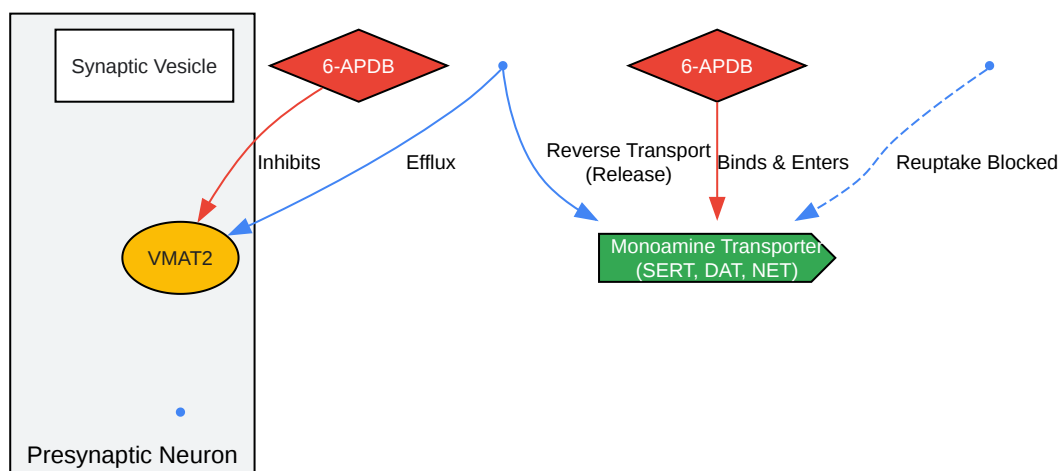 Synaptic Vesicle
6-APDB
6-APDB
Inhibits
Efflux
Reverse Transport
(Release)
Binds & Enters
Reuptake Blocked
VMAT2
Monoamine Transporter
(SERT, DAT, NET)
Presynaptic Neuron